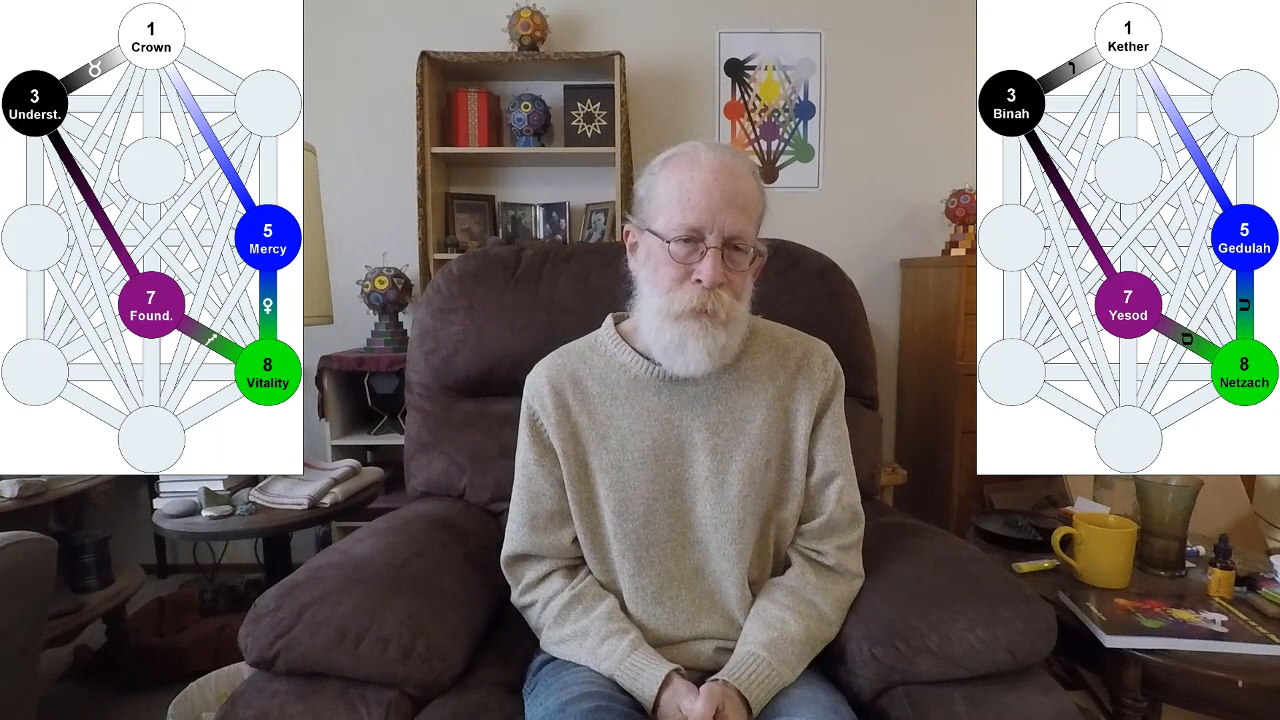 1
Crown
♉
3
Underst.
5
Mercy
7
Found.
♀
8
Vitality
1
Kether
3
Binah
5
Gedulah
7
Yesod
8
Netzach